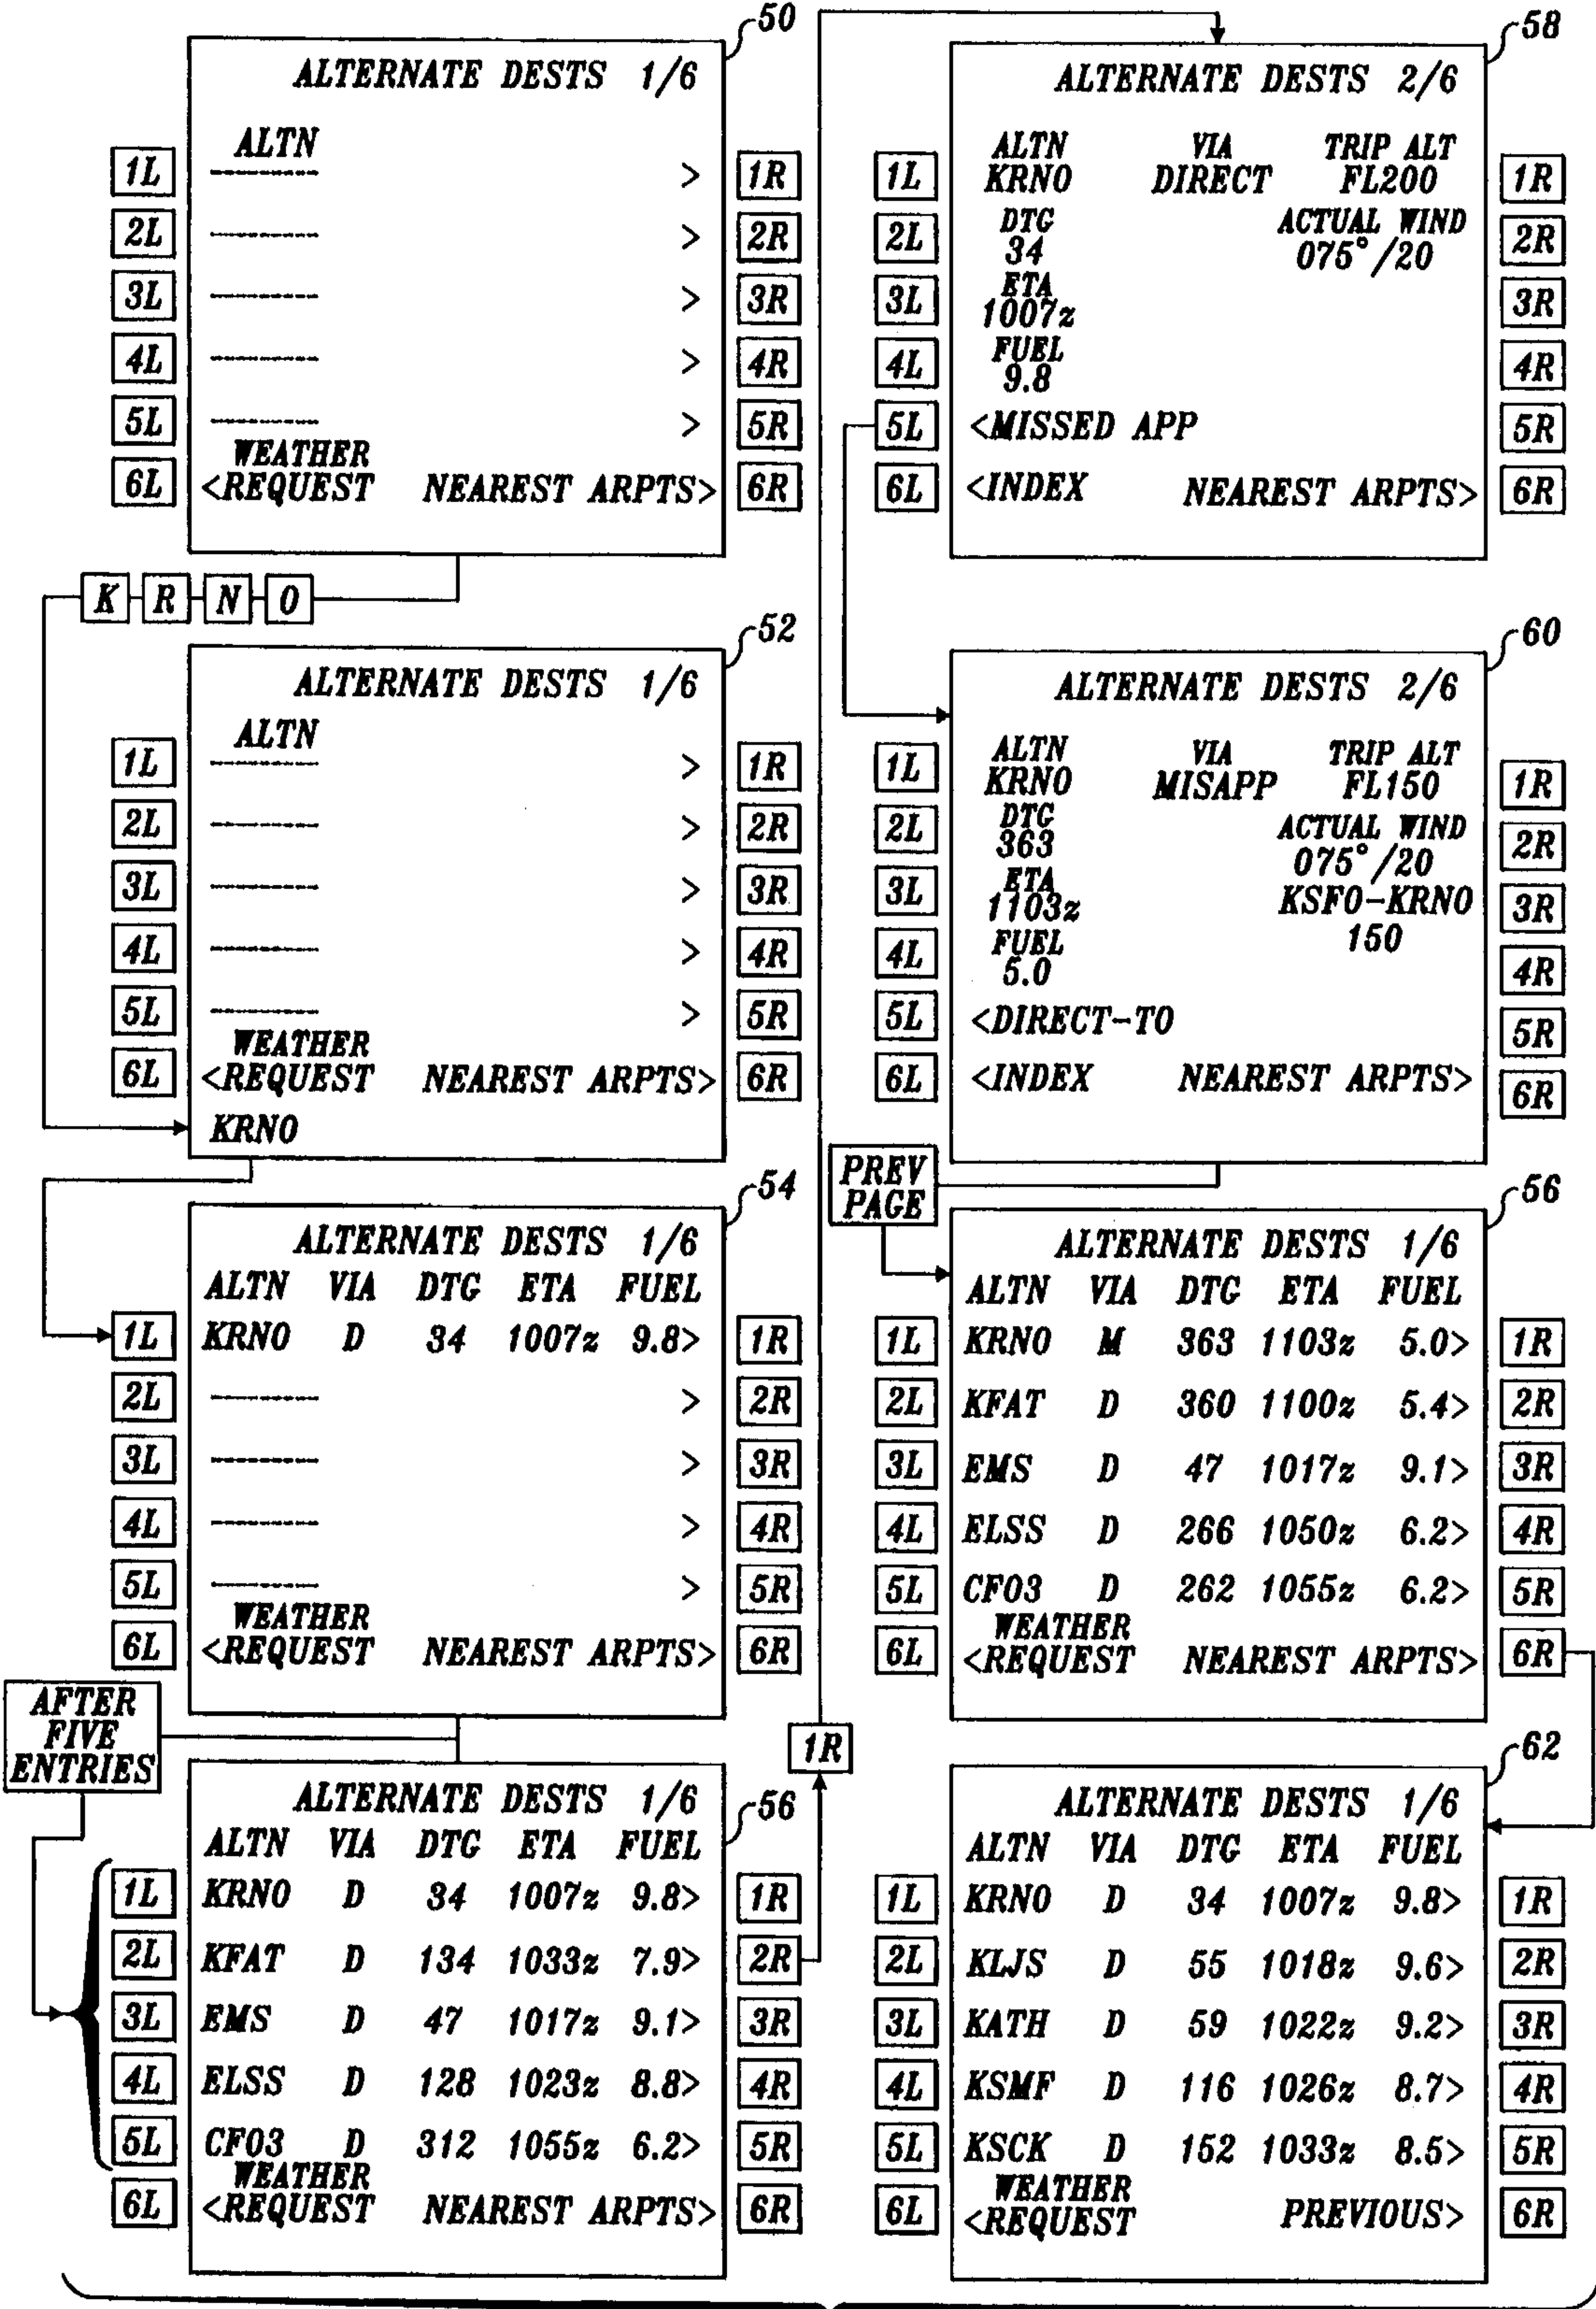 50
ALTERNATE DESTS 1/6
ALTN
1L ------ > 1R
2L ------ > 2R
3L ------ > 3R
4L ------ > 4R
5L ------ > 5R
WEATHER
6L <REQUEST NEAREST ARPTS> 6R
K R N O
52
ALTERNATE DESTS 1/6
ALTN
1L ------ > 1R
2L ------ > 2R
3L ------ > 3R
4L ------ > 4R
5L ------ > 5R
WEATHER
6L <REQUEST NEAREST ARPTS> 6R
KRNO
54
ALTERNATE DESTS 1/6
ALTN VIA DTG ETA FUEL
1L KRNO D 34 1007z 9.8> 1R
2L ------ > 2R
3L ------ > 3R
4L ------ > 4R
5L ------ > 5R
WEATHER
6L <REQUEST NEAREST ARPTS> 6R
AFTER
FIVE
ENTRIES
56
ALTERNATE DESTS 1/6
ALTN VIA DTG ETA FUEL
1L KRNO D 34 1007z 9.8> 1R
2L KFAT D 134 1033z 7.9> 2R
3L EMS D 47 1017z 9.1> 3R
4L ELSS D 128 1023z 8.8> 4R
5L CF03 D 312 1055z 6.2> 5R
WEATHER
6L <REQUEST NEAREST ARPTS> 6R
1R
58
ALTERNATE DESTS 2/6
ALTN VIA TRIP ALT
1L KRNO DIRECT FL200 1R
DTG ACTUAL WIND
2L 34 075°/20 2R
ETA
3L 1007z 3R
FUEL
4L 9.8 4R
5L <MISSED APP 5R
6L <INDEX NEAREST ARPTS> 6R
60
ALTERNATE DESTS 2/6
ALTN VIA TRIP ALT
1L KRNO MISAPP FL150 1R
DTG ACTUAL WIND
2L 363 075°/20 2R
ETA KSFO-KRNO
3L 1103z 150 3R
FUEL
4L 5.0 4R
5L <DIRECT-TO 5R
6L <INDEX NEAREST ARPTS> 6R
PREV
PAGE
56
ALTERNATE DESTS 1/6
ALTN VIA DTG ETA FUEL
1L KRNO M 363 1103z 5.0> 1R
2L KFAT D 360 1100z 5.4> 2R
3L EMS D 47 1017z 9.1> 3R
4L ELSS D 266 1050z 6.2> 4R
5L CF03 D 262 1055z 6.2> 5R
WEATHER
6L <REQUEST NEAREST ARPTS> 6R
62
ALTERNATE DESTS 1/6
ALTN VIA DTG ETA FUEL
1L KRNO D 34 1007z 9.8> 1R
2L KLJS D 55 1018z 9.6> 2R
3L KATH D 59 1022z 9.2> 3R
4L KSMF D 116 1026z 8.7> 4R
5L KSCK D 152 1033z 8.5> 5R
WEATHER
6L <REQUEST PREVIOUS> 6R